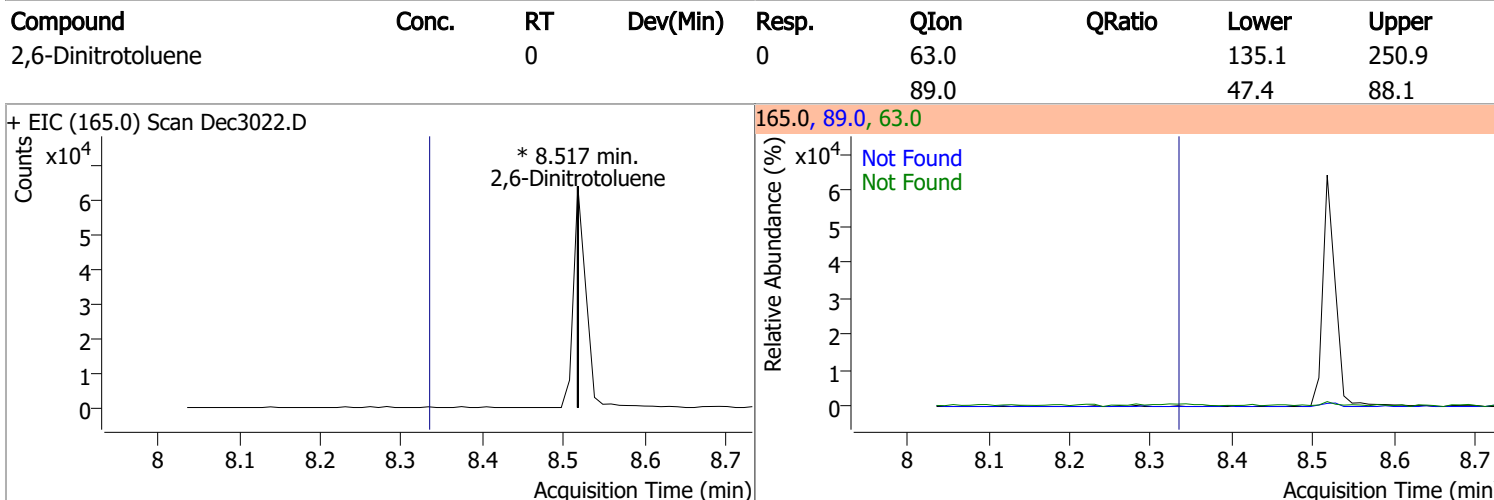 Compound Conc. RT Dev(Min) Resp. QIon QRatio Lower Upper
2,6-Dinitrotoluene 0 0 63.0 135.1 250.9
89.0 47.4 88.1
+ EIC (165.0) Scan Dec3022.D
Counts
x10⁴
* 8.517 min.
2,6-Dinitrotoluene
6
5
4
3
2
1
0
8 8.1 8.2 8.3 8.4 8.5 8.6 8.7
Acquisition Time (min)
165.0, 89.0, 63.0
Relative Abundance (%)
x10⁴
Not Found
Not Found
6
5
4
3
2
1
0
8 8.1 8.2 8.3 8.4 8.5 8.6 8.7
Acquisition Time (min